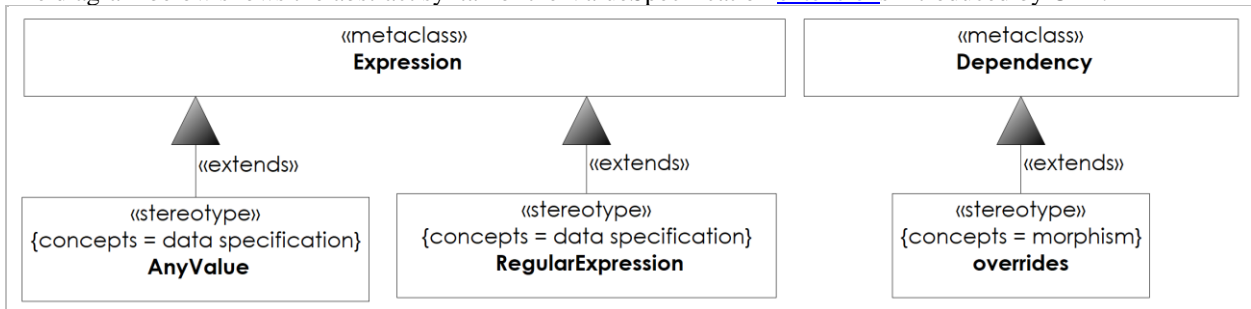 «metaclass»
Expression
«metaclass»
Dependency
«extends»
«extends»
«extends»
«stereotype»
{concepts = data specification}
AnyValue
«stereotype»
{concepts = data specification}
RegularExpression
«stereotype»
{concepts = morphism}
overrides